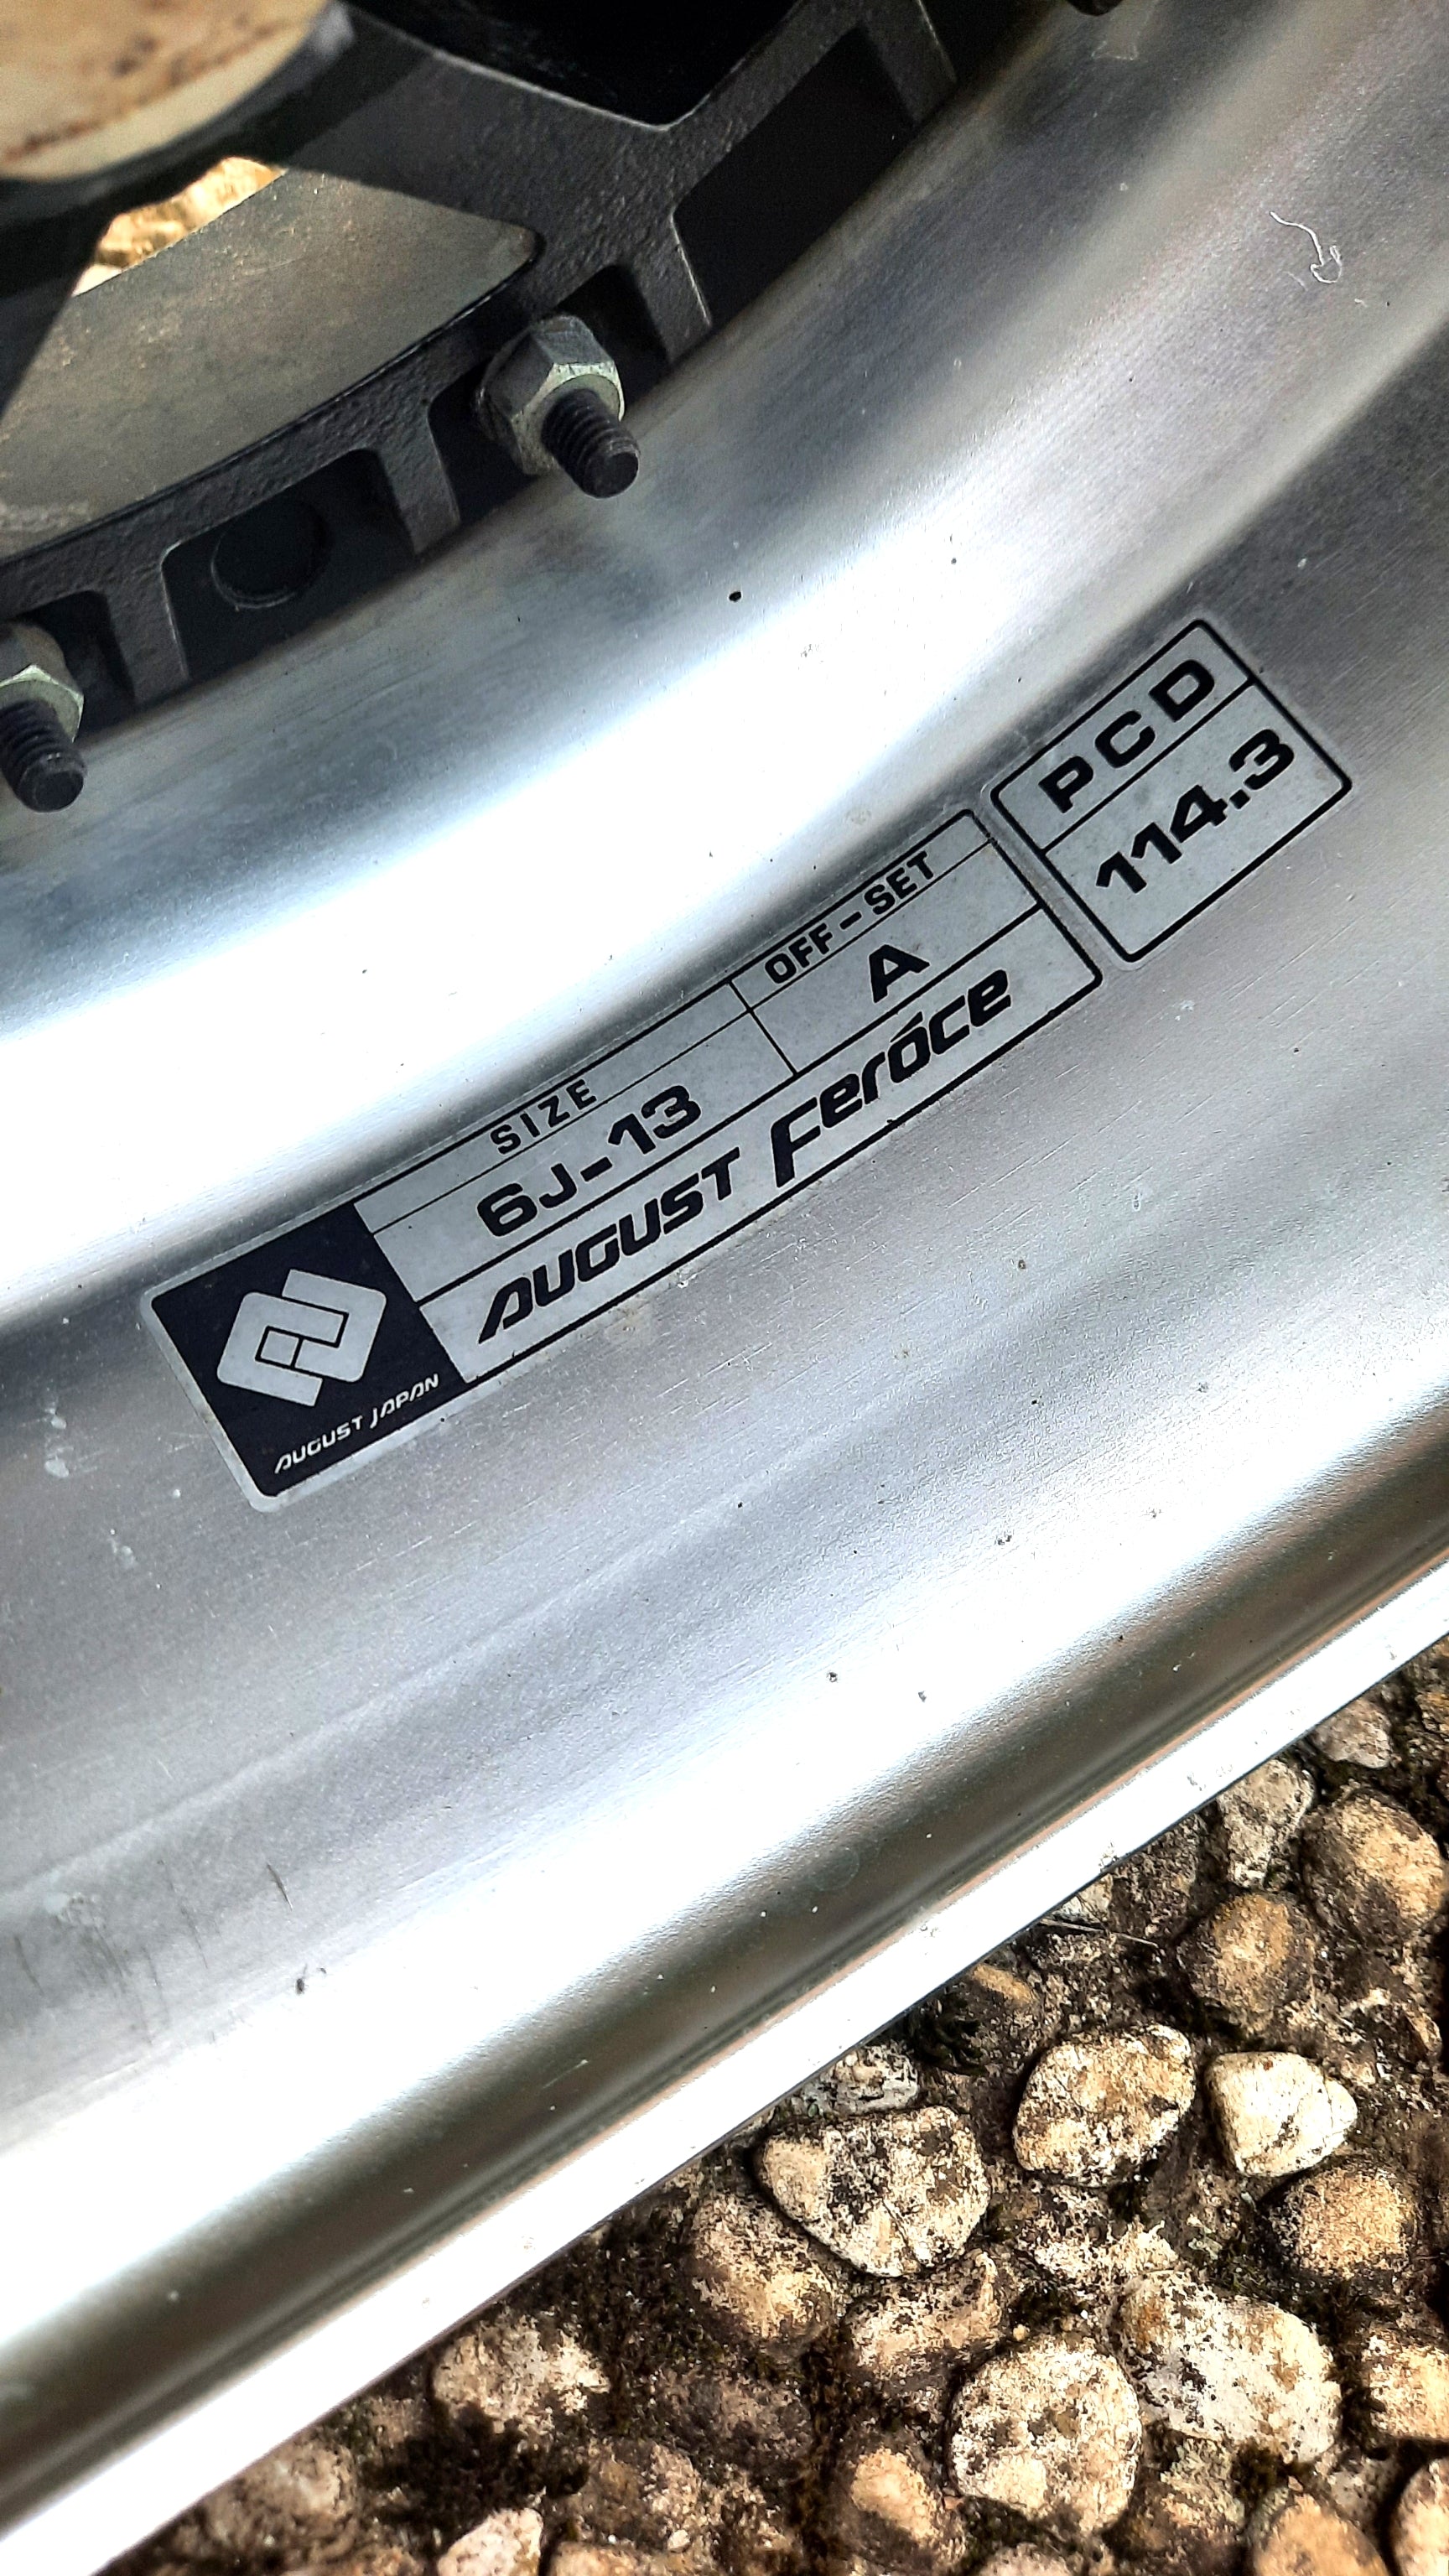 SIZE
OFF-SET
6J-13
A
AUGUST Feróce
AUGUST JAPAN
PCD
114.3